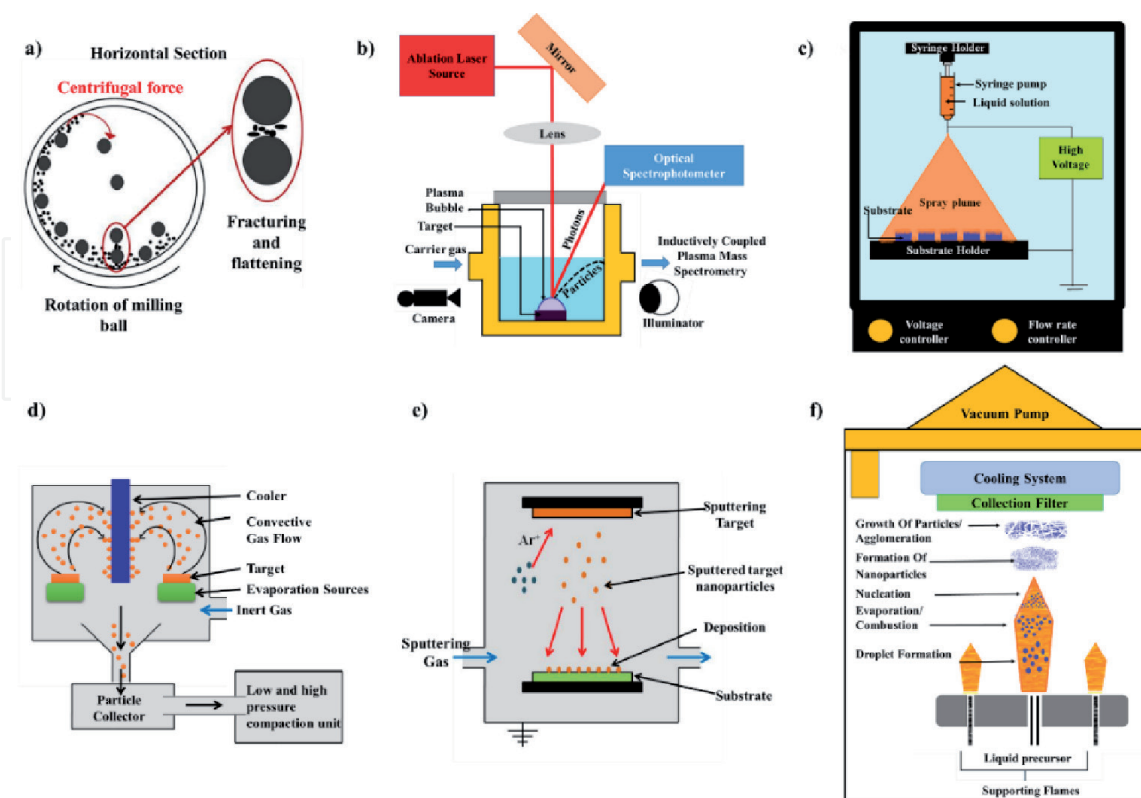 a)
Horizontal Section
Centrifugal force
Fracturing
and
flattening
Rotation of milling
ball
b)
Ablation Laser
Source
Mirror
Lens
Optical
Spectrophotometer
Plasma
Bubble
Target
Photons
Carrier gas
Particles
Inductively Coupled
Plasma Mass
Spectrometry
Camera
Illuminator
c)
Syringe Holder
Syringe pump
Liquid solution
High
Voltage
Spray plume
Substrate
Substrate Holder
Voltage
controller
Flow rate
controller
d)
Cooler
Convective
Gas Flow
Target
Evaporation Sources
Inert Gas
Particle
Collector
Low and high
pressure
compaction unit
e)
Sputtering
Target
Ar+
Sputtered target
nanoparticles
Deposition
Sputtering
Gas
Substrate
f)
Vacuum Pump
Cooling System
Collection Filter
Growth Of Particles/
Agglomeration
Formation Of
Nanoparticles
Nucleation
Evaporation/
Combustion
Droplet Formation
Liquid precursor
Supporting Flames